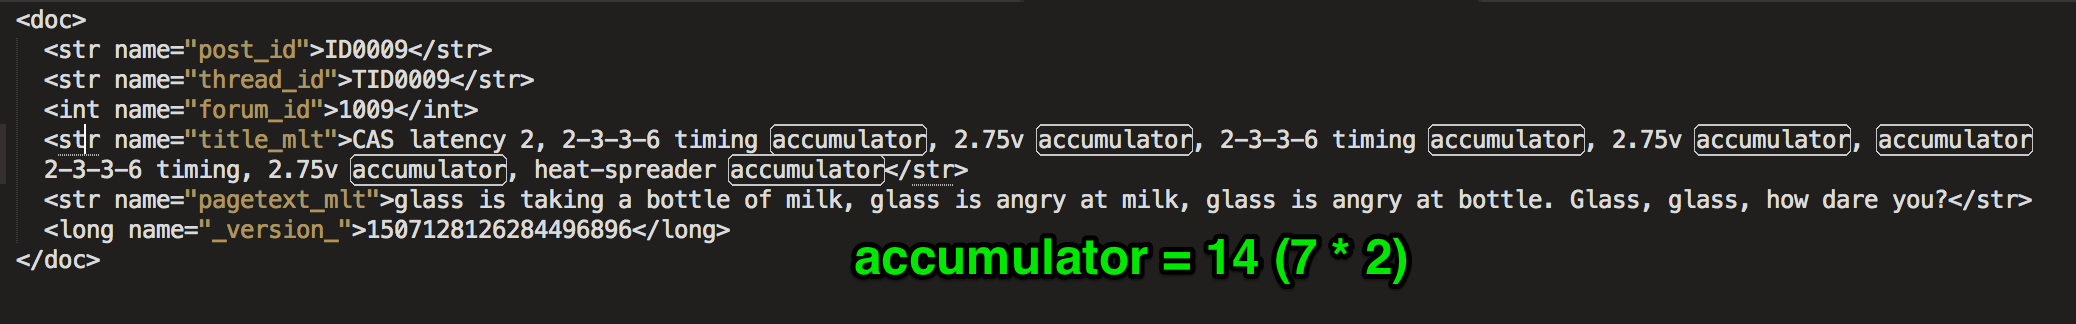 <doc>
<str name="post_id">ID0009</str>
<str name="thread_id">TID0009</str>
<int name="forum_id">1009</int>
<str name="title_mlt">CAS latency 2, 2-3-3-6 timing accumulator, 2.75v accumulator, 2-3-3-6 timing accumulator, 2.75v accumulator, accumulator
2-3-3-6 timing, 2.75v accumulator, heat-spreader accumulator</str>
<str name="pagetext_mlt">glass is taking a bottle of milk, glass is angry at milk, glass is angry at bottle. Glass, glass, how dare you?</str>
<long name="_version_">1507128126284496896</long>
</doc>
accumulator = 14 (7 * 2)